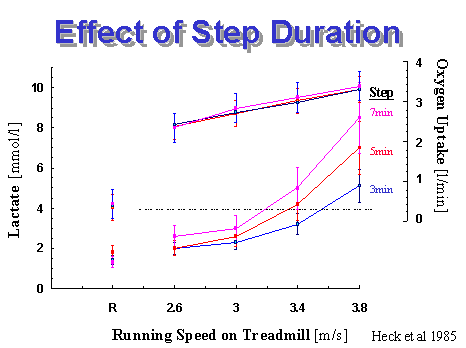 Effect of Step Duration
Lactate [mmol/l]
10
8
6
4
2
0
Oxygen Uptake [l/min]
4
3
2
1
0
Step
7min
5min
3min
R
2.6
3
3.4
3.8
Running Speed on Treadmill [m/s]
Heck et al 1985